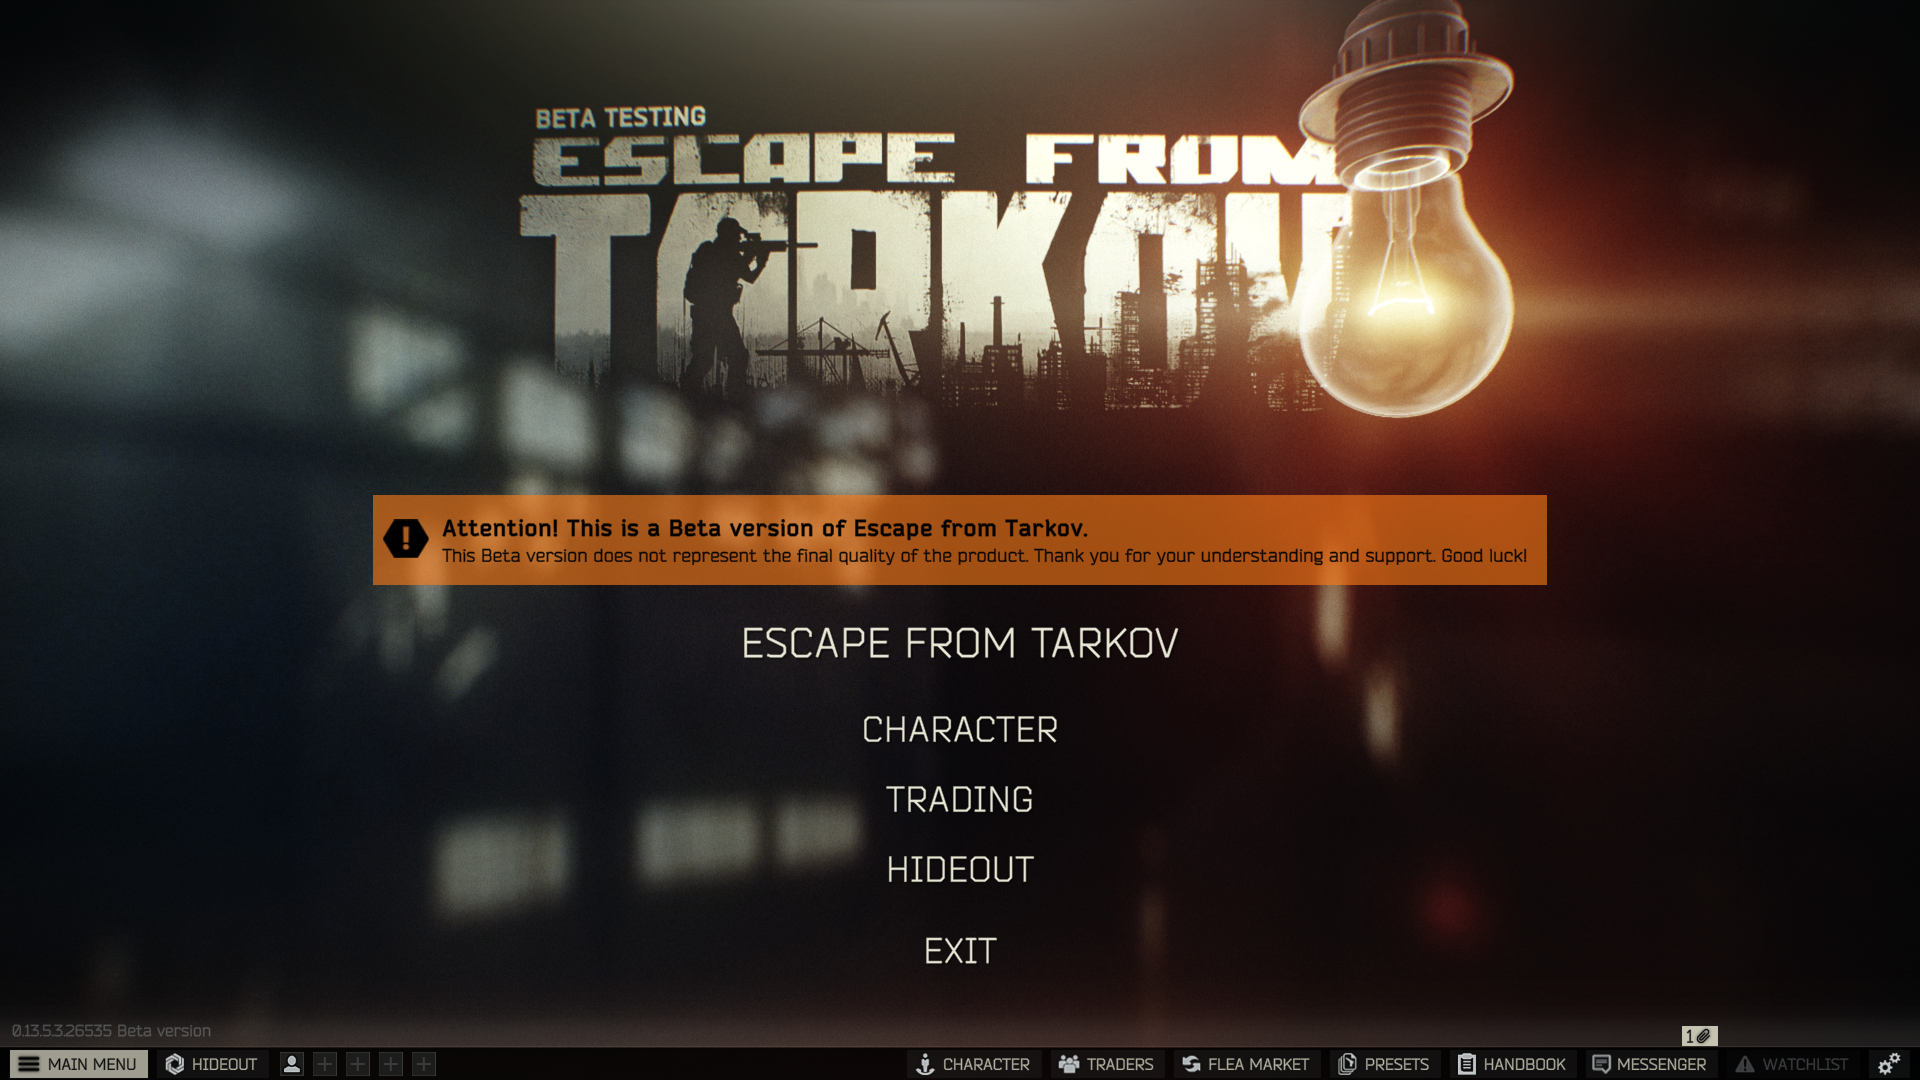 BETA TESTING
ESCAPE FROM
TARKOV
Attention! This is a Beta version of Escape from Tarkov.
This Beta version does not represent the final quality of the product. Thank you for your understanding and support. Good luck!
ESCAPE FROM TARKOV
CHARACTER
TRADING
HIDEOUT
EXIT
0.13.5.3.26535 Beta version
1
MAIN MENU HIDEOUT CHARACTER TRADERS FLEA MARKET PRESETS HANDBOOK MESSENGER WATCHLIST